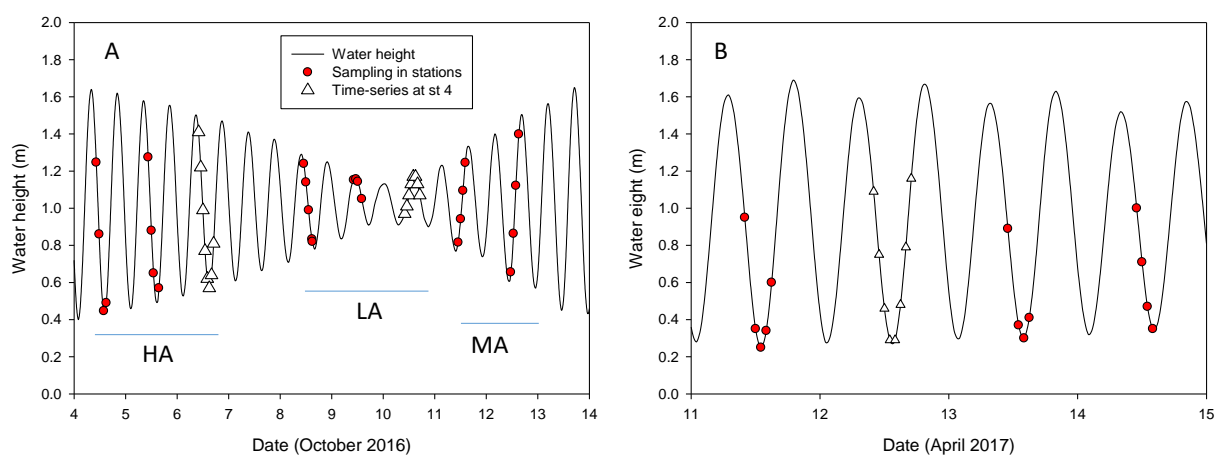 A
Water height
Sampling in stations
Time-series at st 4
HA
LA
MA
Water height (m)
2.0
1.8
1.6
1.4
1.2
1.0
0.8
0.6
0.4
0.2
0.0
4 5 6 7 8 9 10 11 12 13 14
Date (October 2016)
B
Water eight (m)
2.0
1.8
1.6
1.4
1.2
1.0
0.8
0.6
0.4
0.2
0.0
11 12 13 14 15
Date (April 2017)